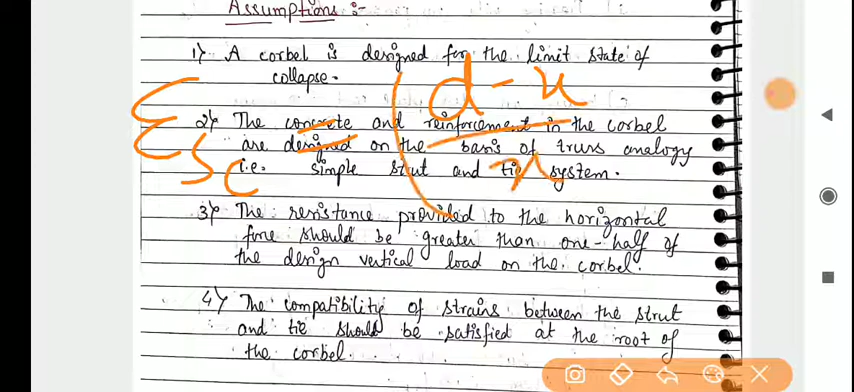 Assumptions :-
1) A corbel is designed for the limit state of
collapse.
2) The concrete and reinforcement in the corbel
are designed on the basis of truss analogy
i.e. simple strut and tie system.
3) The resistance provided to the horizontal
force should be greater than one-half of
the design vertical load on the corbel.
4) The compatibility of strains between the strut
and tie should be satisfied at the root of
the corbel.
d - x
x
Esc